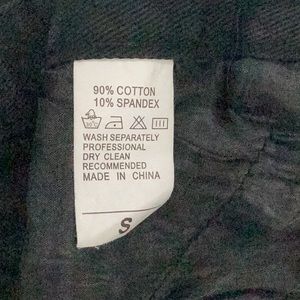 90% COTTON
10% SPANDEX
WASH SEPARATELY
PROFESSIONAL
DRY CLEAN
RECOMMENDED
MADE IN CHINA
S